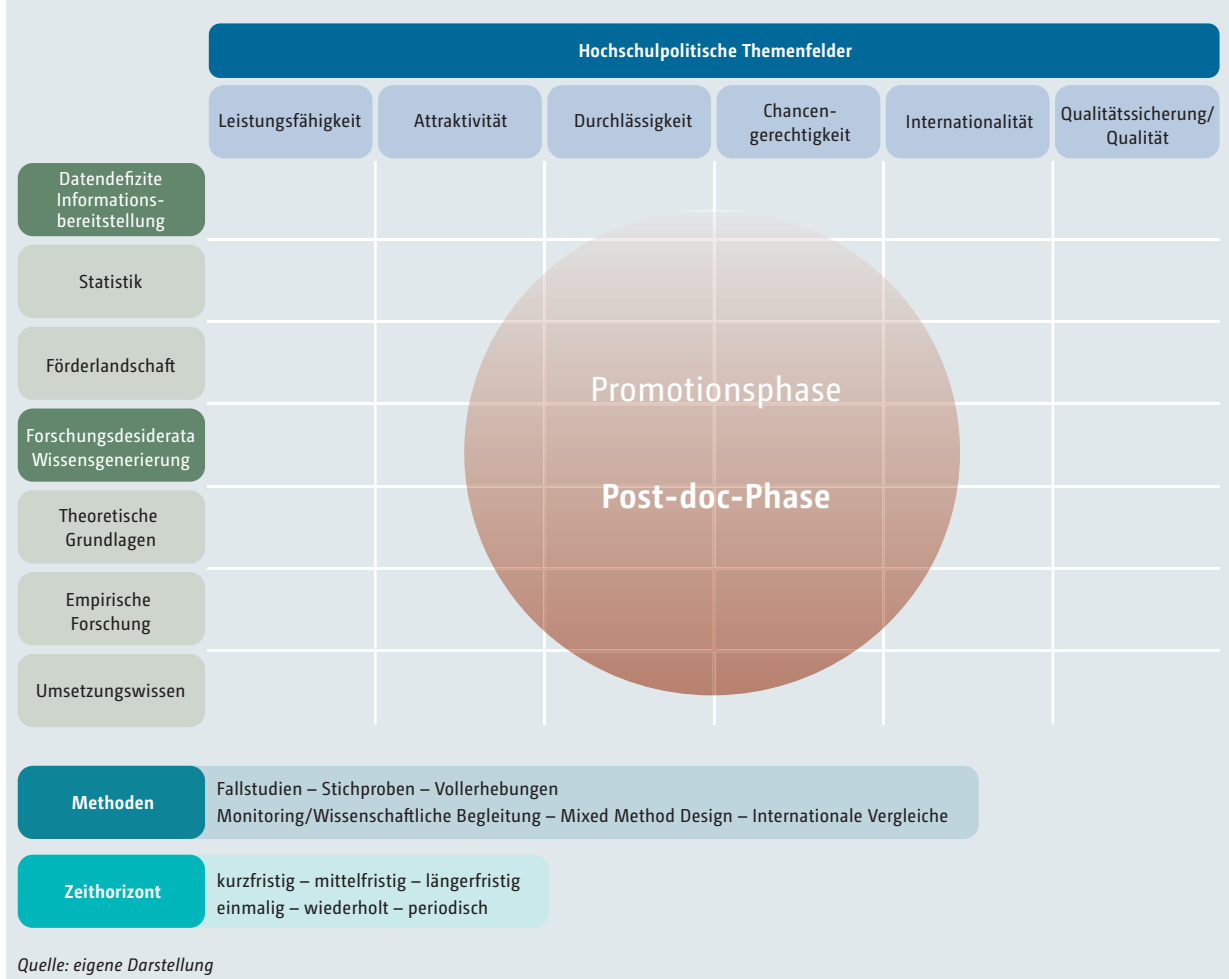 Hochschulpolitische Themenfelder
Leistungsfähigkeit
Attraktivität
Durchlässigkeit
Chancen-
gerechtigkeit
Internationalität
Qualitätssicherung/
Qualität
Datendefizite
Informations-
bereitstellung
Statistik
Förderlandschaft
Forschungsdesiderata
Wissensgenerierung
Theoretische
Grundlagen
Empirische
Forschung
Umsetzungswissen
Promotionsphase
Post-doc-Phase
Methoden
Fallstudien – Stichproben – Vollerhebungen
Monitoring/Wissenschaftliche Begleitung – Mixed Method Design – Internationale Vergleiche
Zeithorizont
kurzfristig – mittelfristig – längerfristig
einmalig – wiederholt – periodisch
Quelle: eigene Darstellung